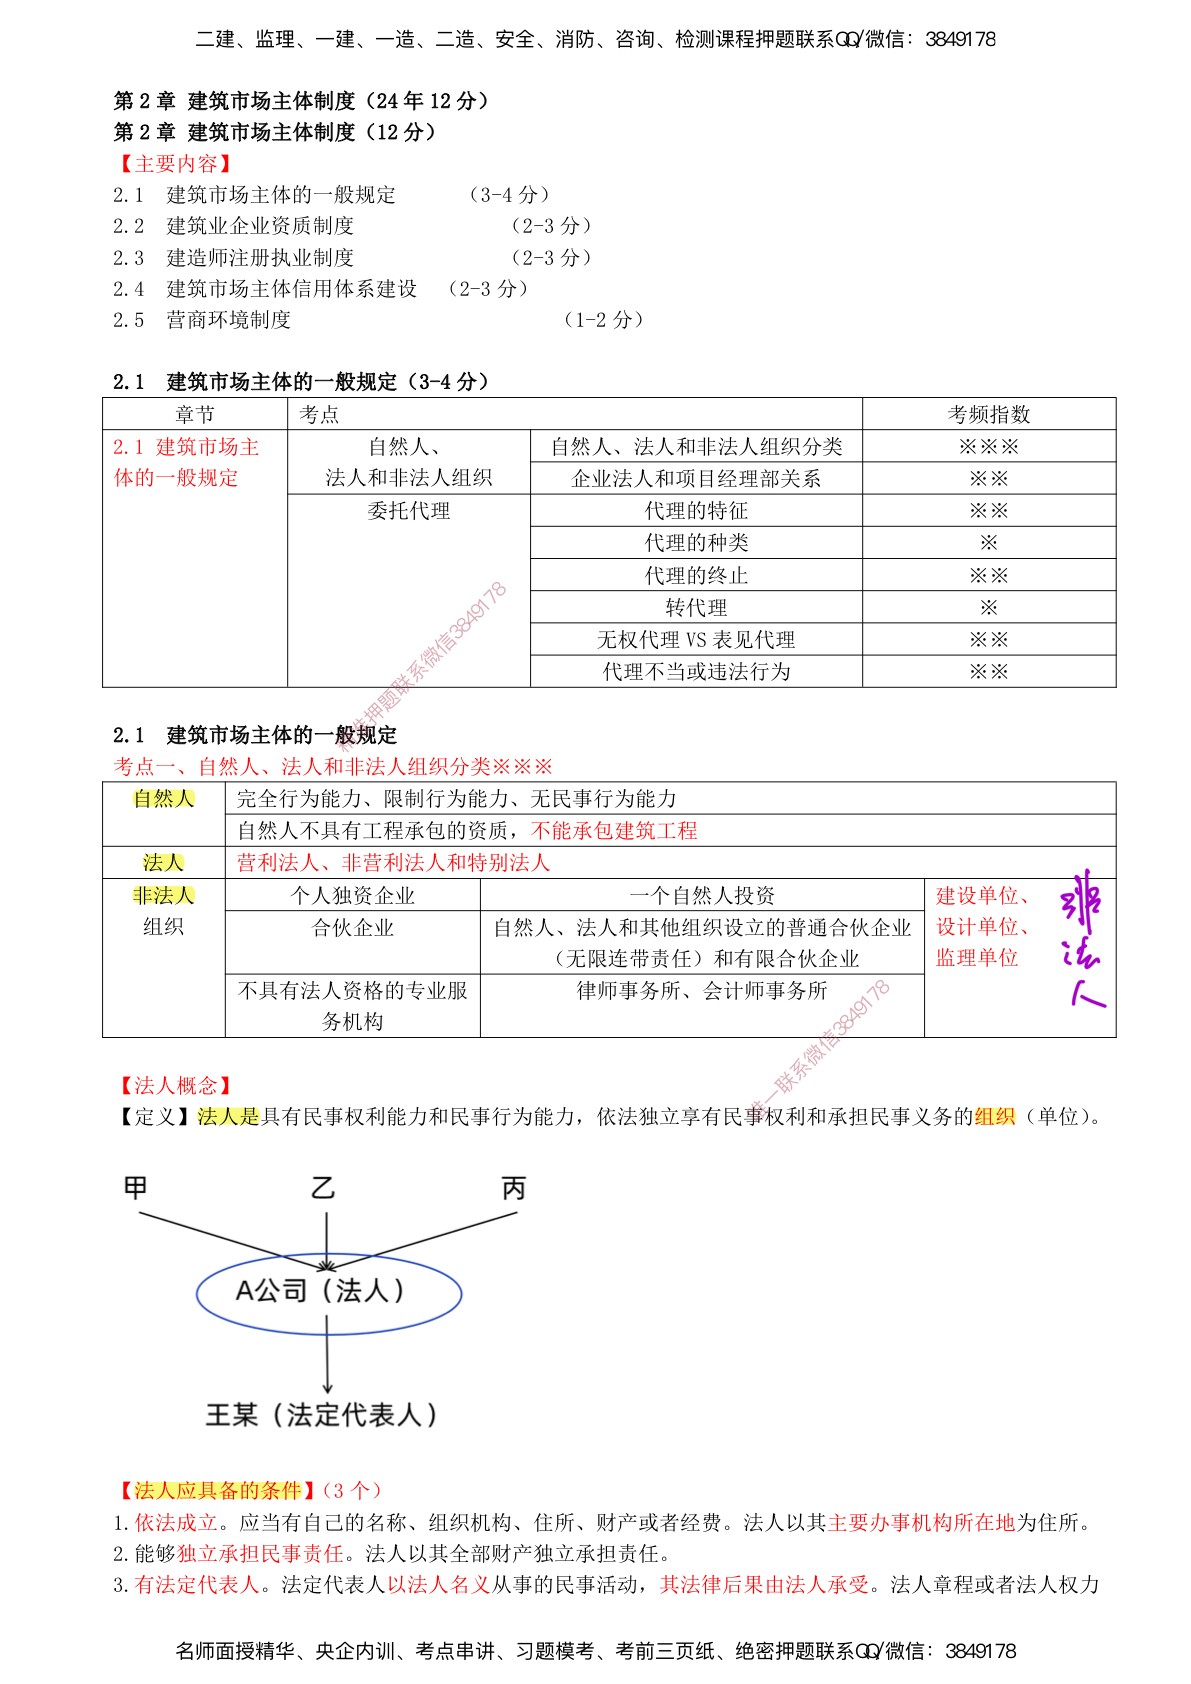 二建、监理、一建、一造、二造、安全、消防、咨询、检测课程押题联系QQ/微信：3849178
第 2 章 建筑市场主体制度（24 年 12 分）
第 2 章 建筑市场主体制度（12 分）
【主要内容】
2.1 建筑市场主体的一般规定 （3-4 分）
2.2 建筑业企业资质制度 （2-3 分）
2.3 建造师注册执业制度 （2-3 分）
2.4 建筑市场主体信用体系建设 （2-3 分）
2.5 营商环境制度 （1-2 分）
2.1 建筑市场主体的一般规定（3-4 分）
章节 考点 考频指数
2.1 建筑市场主 自然人、 自然人、法人和非法人组织分类 ※※※
体的一般规定 法人和非法人组织 企业法人和项目经理部关系 ※※
委托代理 代理的特征 ※※
代理的种类 ※
代理的终止 ※※
转代理 ※
无权代理 VS 表见代理 ※※
代理不当或违法行为 ※※
精准押题联系微信3849178
2.1 建筑市场主体的一般规定
考点一、自然人、法人和非法人组织分类※※※
自然人 完全行为能力、限制行为能力、无民事行为能力
自然人不具有工程承包的资质，不能承包建筑工程
法人 营利法人、非营利法人和特别法人
非法人 个人独资企业 一个自然人投资 建设单位、
组织 合伙企业 自然人、法人和其他组织设立的普通合伙企业 设计单位、
（无限连带责任）和有限合伙企业 监理单位
不具有法人资格的专业服 律师事务所、会计师事务所
务机构
法
人
唯一联系微信3849178
【法人概念】
【定义】法人是具有民事权利能力和民事行为能力，依法独立享有民事权利和承担民事义务的组织（单位）。
甲 乙 丙
A公司（法人）
王某（法定代表人）
【法人应具备的条件】（3 个）
1.依法成立。应当有自己的名称、组织机构、住所、财产或者经费。法人以其主要办事机构所在地为住所。
2.能够独立承担民事责任。法人以其全部财产独立承担责任。
3.有法定代表人。法定代表人以法人名义从事的民事活动，其法律后果由法人承受。法人章程或者法人权力
名师面授精华、央企内训、考点串讲、习题模考、考前三页纸、绝密押题联系QQ/微信：3849178